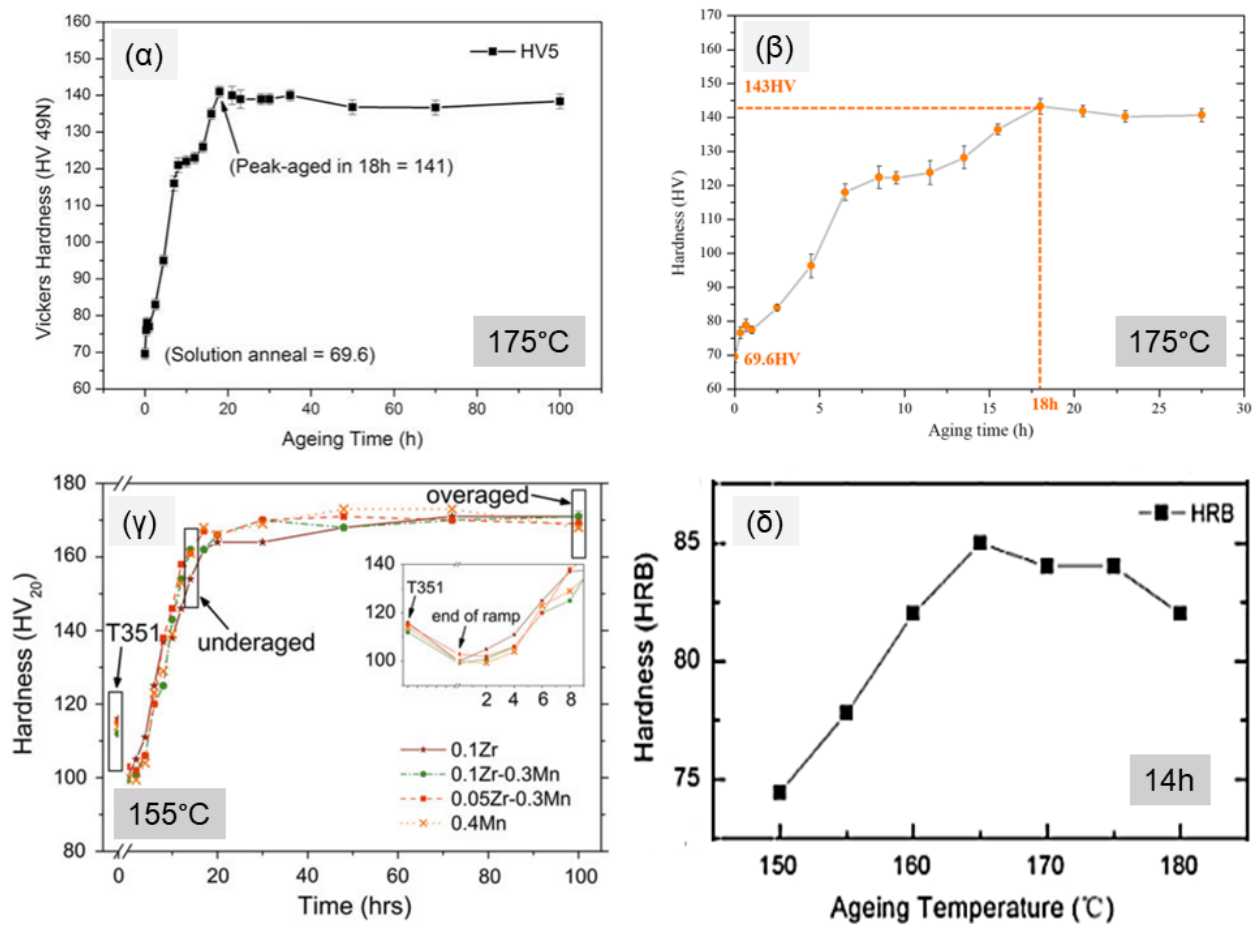 (α)
HV5
160
150
140
130
120
110
100
90
80
70
60
Vickers Hardness (HV 49N)
(Peak-aged in 18h = 141)
(Solution anneal = 69.6)
175°C
0 20 40 60 80 100
Ageing Time (h)
(β)
170
160
150
140
130
120
110
100
90
80
70
60
Hardness (HV)
143HV
69.6HV
18h
175°C
0 5 10 15 20 25 30
Aging time (h)
(γ)
180
160
140
120
100
80
Hardness (HV20)
overaged
T351
underaged
140
120
100
T351
end of ramp
2 4 6 8
0.1Zr
0.1Zr-0.3Mn
0.05Zr-0.3Mn
0.4Mn
155°C
0 20 40 60 80 100
Time (hrs)
(δ)
HRB
85
80
75
Hardness (HRB)
14h
150 160 170 180
Ageing Temperature (℃)